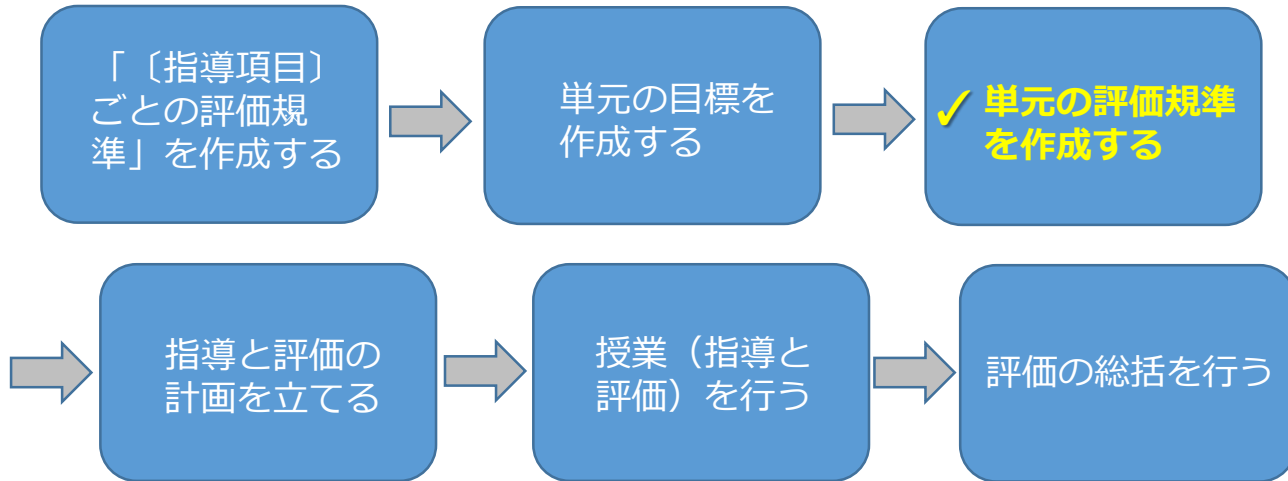 「〔指導項目〕
ごとの評価規
準」を作成する
単元の目標を
作成する
✓ 単元の評価規準
を作成する
指導と評価の
計画を立てる
授業（指導と
評価）を行う
評価の総括を行う